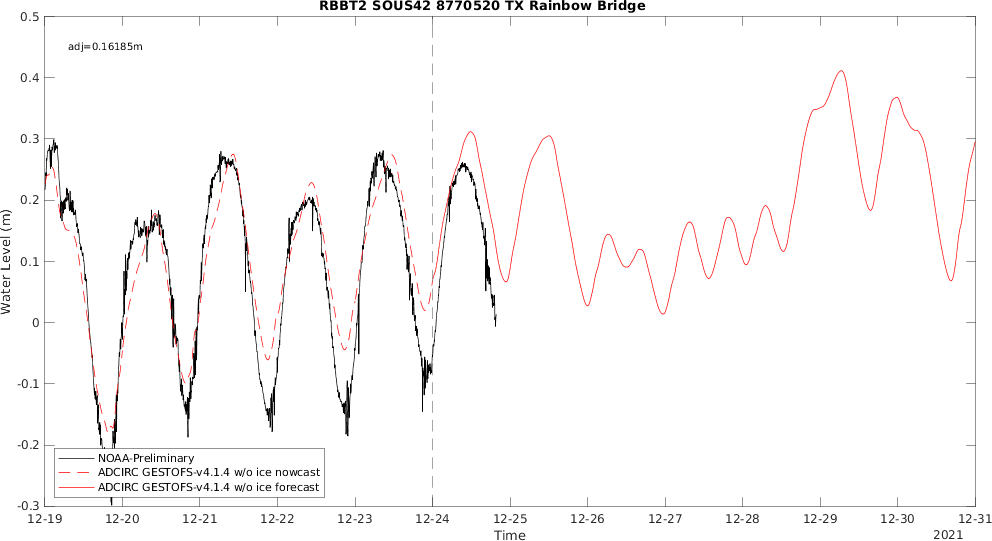 RBBT2 SOUS42 8770520 TX Rainbow Bridge
adj=0.16185m
Water Level (m)
0.5
0.4
0.3
0.2
0.1
0
-0.1
-0.2
-0.3
NOAA-Preliminary
ADCIRC GESTOFS-v4.1.4 w/o ice nowcast
ADCIRC GESTOFS-v4.1.4 w/o ice forecast
12-19 12-20 12-21 12-22 12-23 12-24 12-25 12-26 12-27 12-28 12-29 12-30 12-31
Time
2021